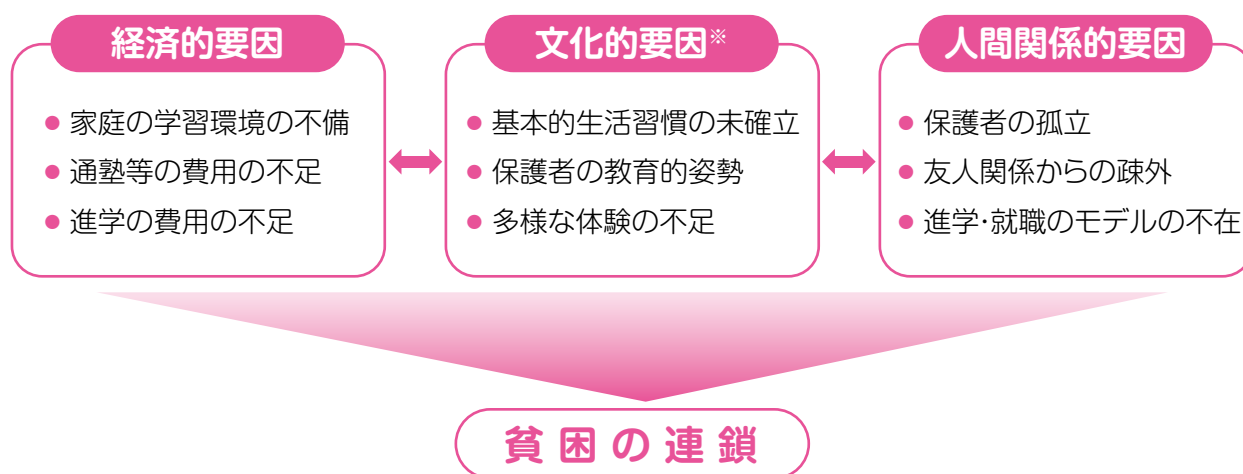 経済的要因
家庭の学習環境の不備
通塾等の費用の不足
進学の費用の不足
文化的要因※
基本的生活習慣の未確立
保護者の教育的姿勢
多様な体験の不足
人間関係的要因
保護者の孤立
友人関係からの疎外
進学・就職のモデルの不在
貧困の連鎖